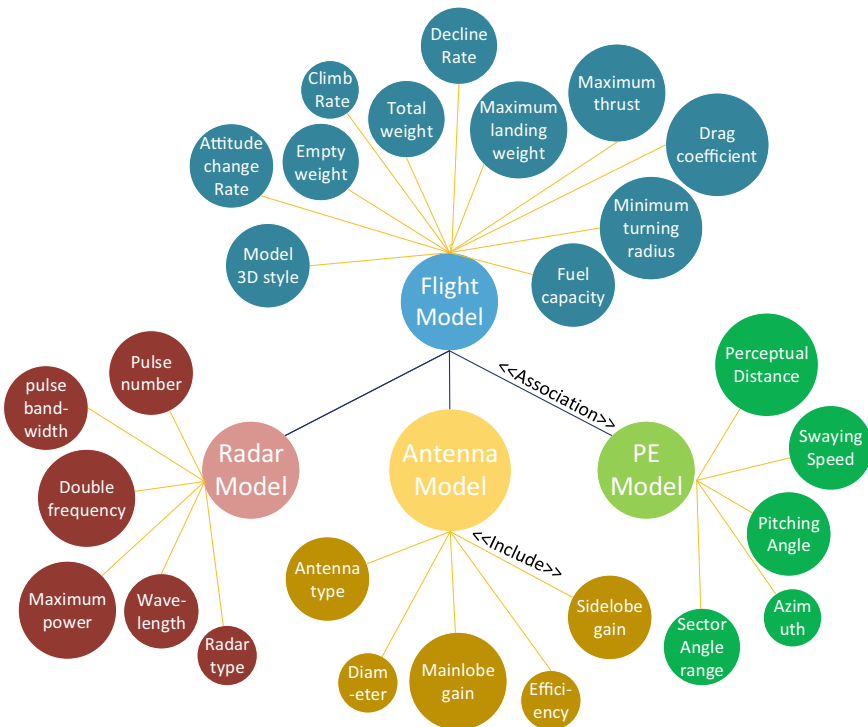 Decline
Rate
Climb
Rate
Total
weight
Maximum
landing
weight
Maximum
thrust
Drag
coefficient
Attitude
change
Rate
Empty
weight
Minimum
turning
radius
Model
3D style
Fuel
capacity
Flight
Model
<<Association>>
Pulse
number
pulse
band-
width
Double
frequency
Maximum
power
Wave-
length
Radar
type
Radar
Model
Antenna
Model
PE
Model
Perceptual
Distance
Swaying
Speed
Pitching
Angle
Azim
uth
Sector
Angle
range
<<Include>>
Antenna
type
Diam
-eter
Mainlobe
gain
Effici-
ency
Sidelobe
gain